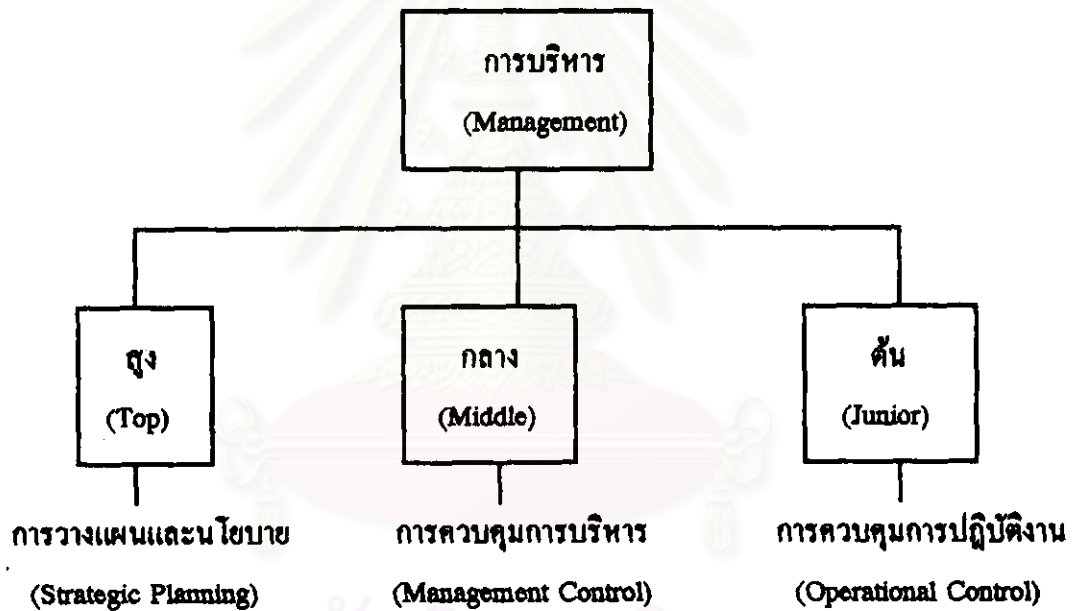 การบริหาร
(Management)
สูง
(Top)
กลาง
(Middle)
ต้น
(Junior)
การวางแผนและนโยบาย
(Strategic Planning)
การควบคุมการบริหาร
(Management Control)
การควบคุมการปฏิบัติงาน
(Operational Control)